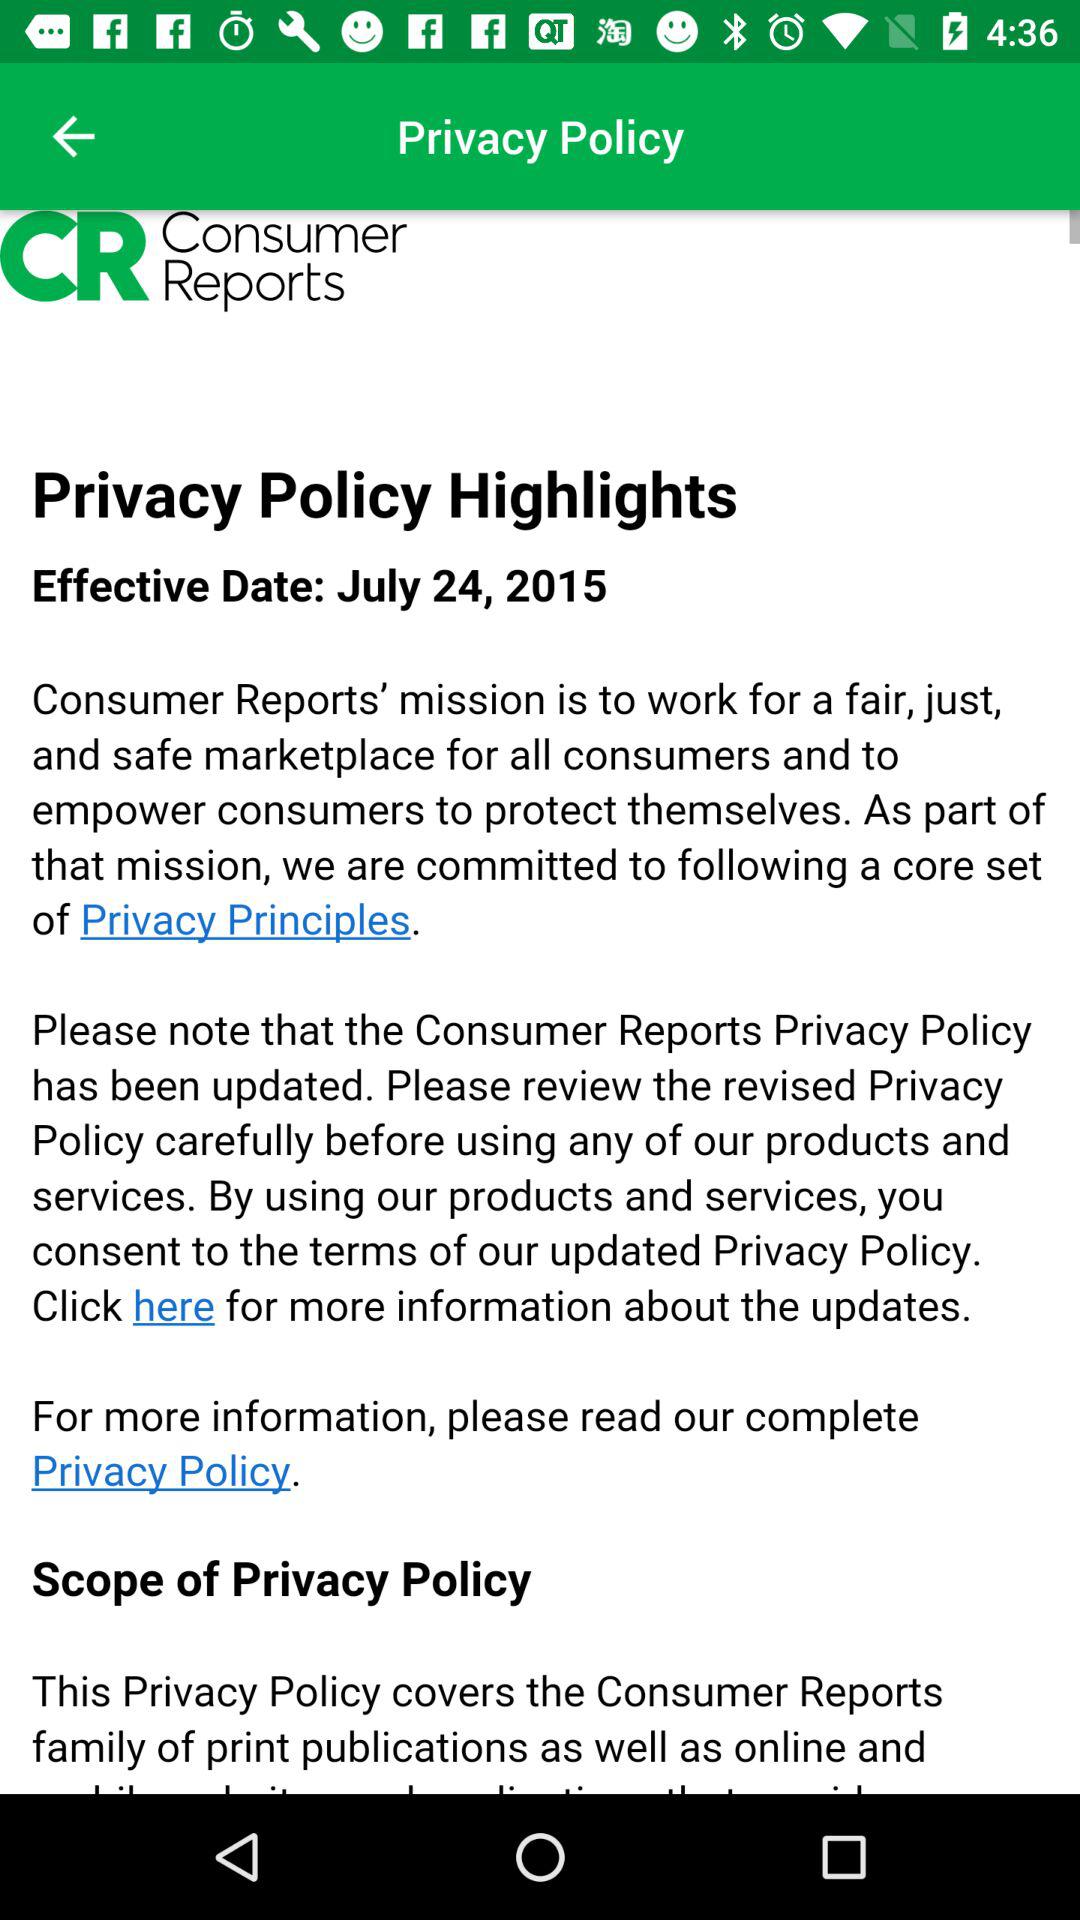 QT 淘 4:36
Privacy Policy
CR Consumer
Reports
Privacy Policy Highlights
Effective Date: July 24, 2015
Consumer Reports’ mission is to work for a fair, just,
and safe marketplace for all consumers and to
empower consumers to protect themselves. As part of
that mission, we are committed to following a core set
of Privacy Principles.
Please note that the Consumer Reports Privacy Policy
has been updated. Please review the revised Privacy
Policy carefully before using any of our products and
services. By using our products and services, you
consent to the terms of our updated Privacy Policy.
Click here for more information about the updates.
For more information, please read our complete
Privacy Policy.
Scope of Privacy Policy
This Privacy Policy covers the Consumer Reports
family of print publications as well as online and